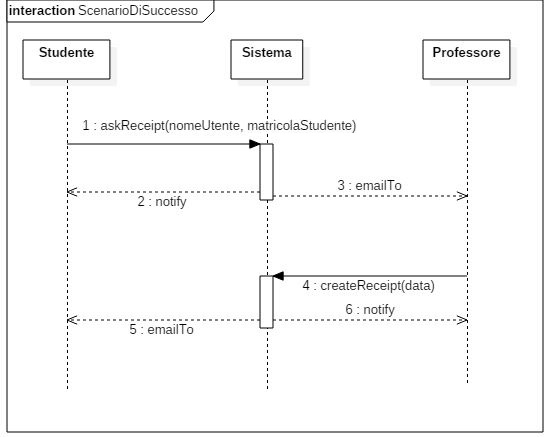 interaction ScenarioDiSuccesso
Studente
Sistema
Professore
1 : askReceipt(nomeUtente, matricolaStudente)
2 : notify
3 : emailTo
4 : createReceipt(data)
5 : emailTo
6 : notify